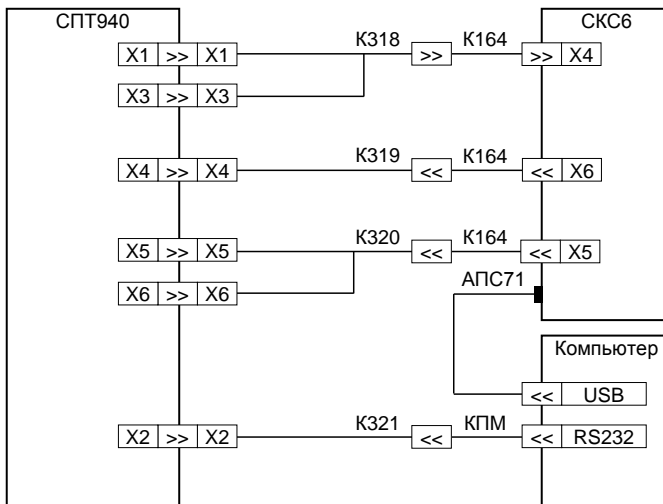 СПТ940 СКС6
X1 >> X1 К318 >> К164 >> X4
X3 >> X3
X4 >> X4 К319 << К164 << X6
X5 >> X5 К320 << К164 << X5
X6 >> X6 АПС71
Компьютер
<< USB
X2 >> X2 К321 << КПМ << RS232